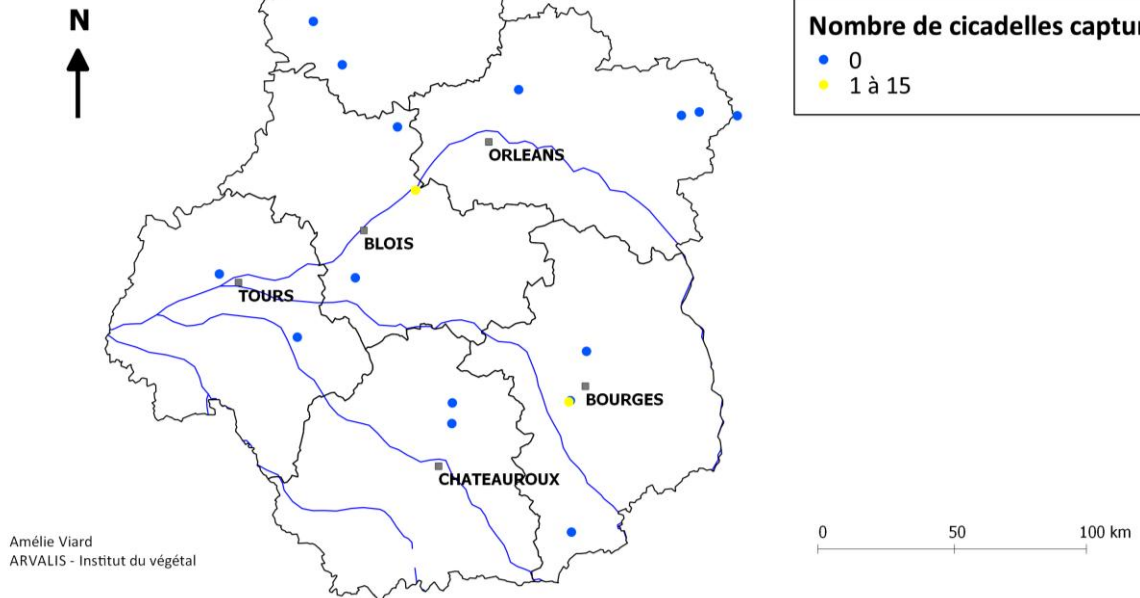 N
Nombre de cicadelles captur
0
1 à 15
ORLEANS
BLOIS
TOURS
BOURGES
CHATEAUROUX
Amélie Viard
ARVALIS - Institut du végétal
0 50 100 km